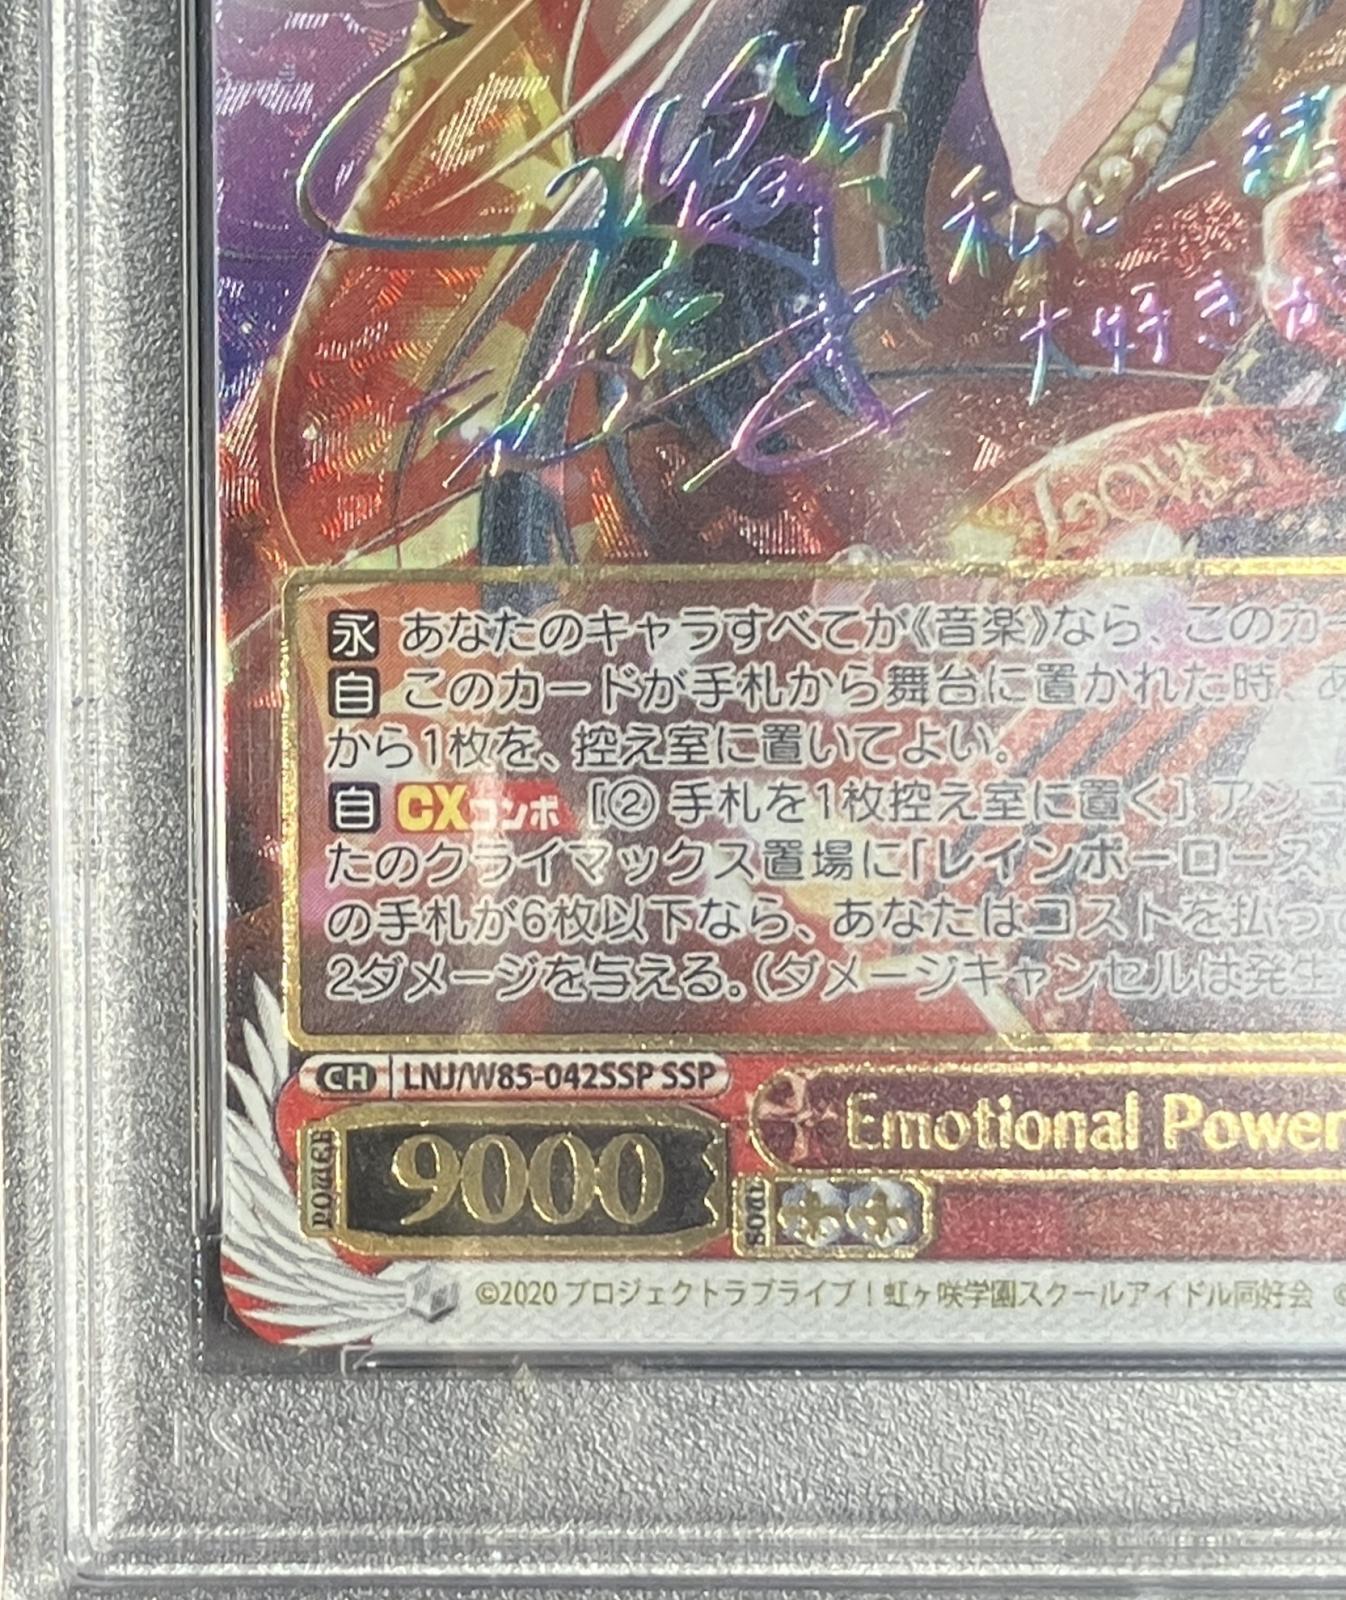 私と一緒
大好きが
LOVE
永 あなたのキャラすべてが《音楽》なら、このカー
自 このカードが手札から舞台に置かれた時、あ
から1枚を、控え室に置いてよい。
自 CXコンボ [② 手札を1枚控え室に置く] アンコ
たのクライマックス置場に「レインボーローズ
の手札が6枚以下なら、あなたはコストを払って
2ダメージを与える。(ダメージキャンセルは発生
CH LNJ/W85-042SSP SSP
POWER 9000
Emotional Power
SOUL
©2020 プロジェクトラブライブ！虹ヶ咲学園スクールアイドル同好会 ©